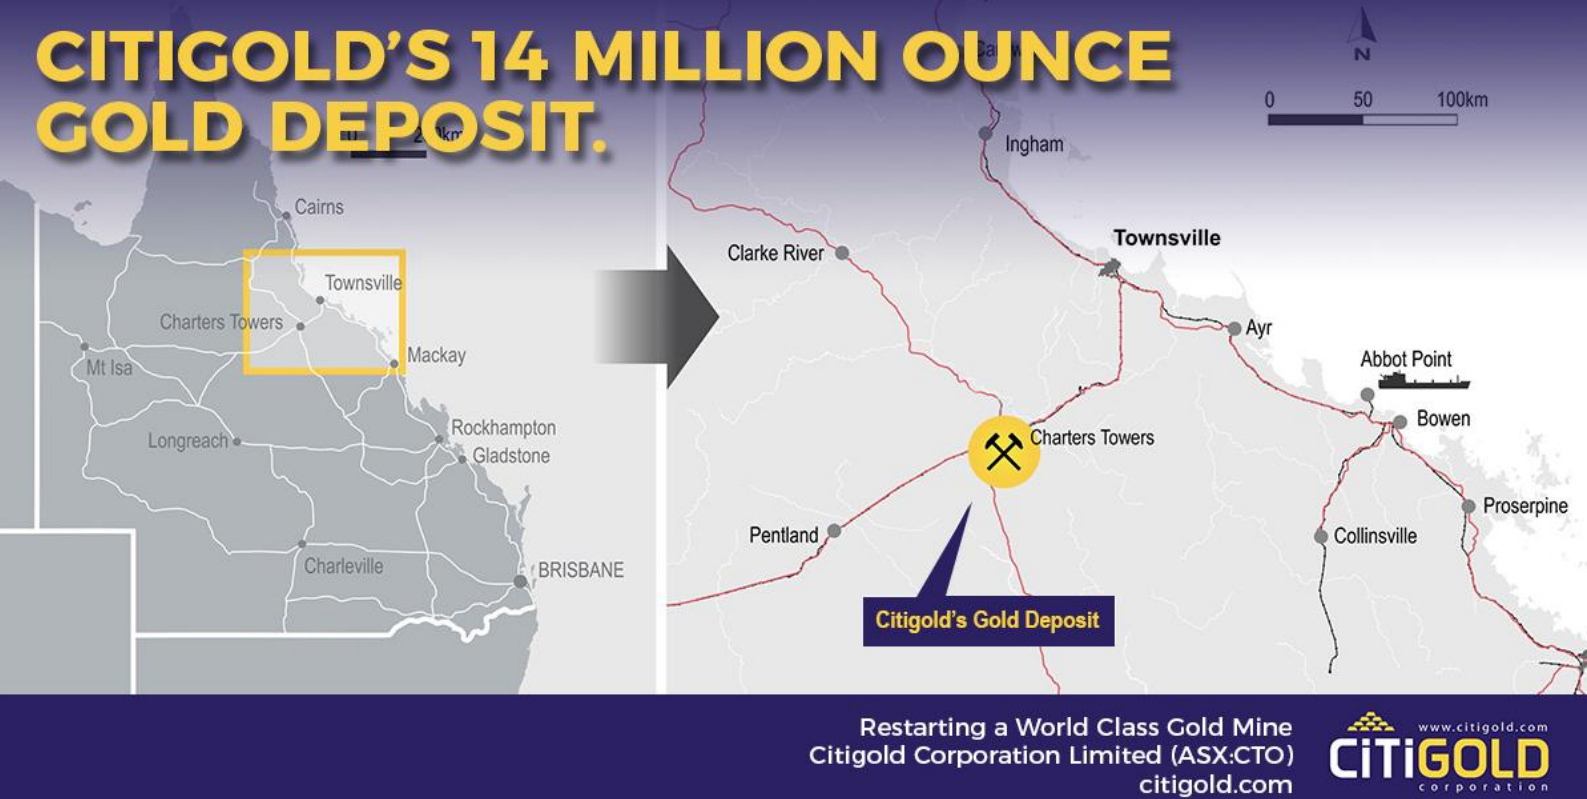 CITIGOLD'S 14 MILLION OUNCE
GOLD DEPOSIT.
Cairns
Townsville
Charters Towers
Mt Isa
Mackay
Longreach
Rockhampton
Gladstone
Charleville
BRISBANE
N
0 50 100km
Ingham
Townsville
Clarke River
Ayr
Abbot Point
Bowen
Charters Towers
Proserpine
Pentland
Collinsville
Citigold's Gold Deposit
Restarting a World Class Gold Mine
Citigold Corporation Limited (ASX:CTO)
citigold.com
www.citigold.com
CITIGOLD
corporation